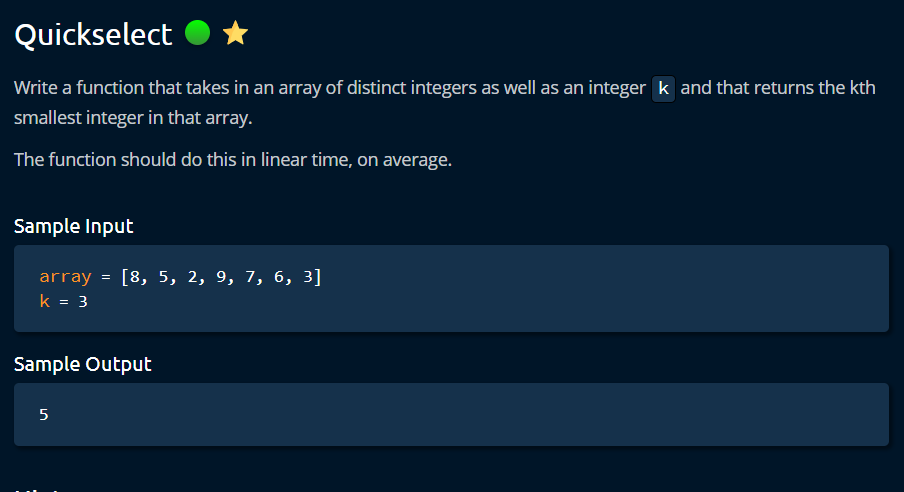 Quickselect
Write a function that takes in an array of distinct integers as well as an integer k and that returns the kth
smallest integer in that array.
The function should do this in linear time, on average.
Sample Input
array = [8, 5, 2, 9, 7, 6, 3]
k = 3
Sample Output
5